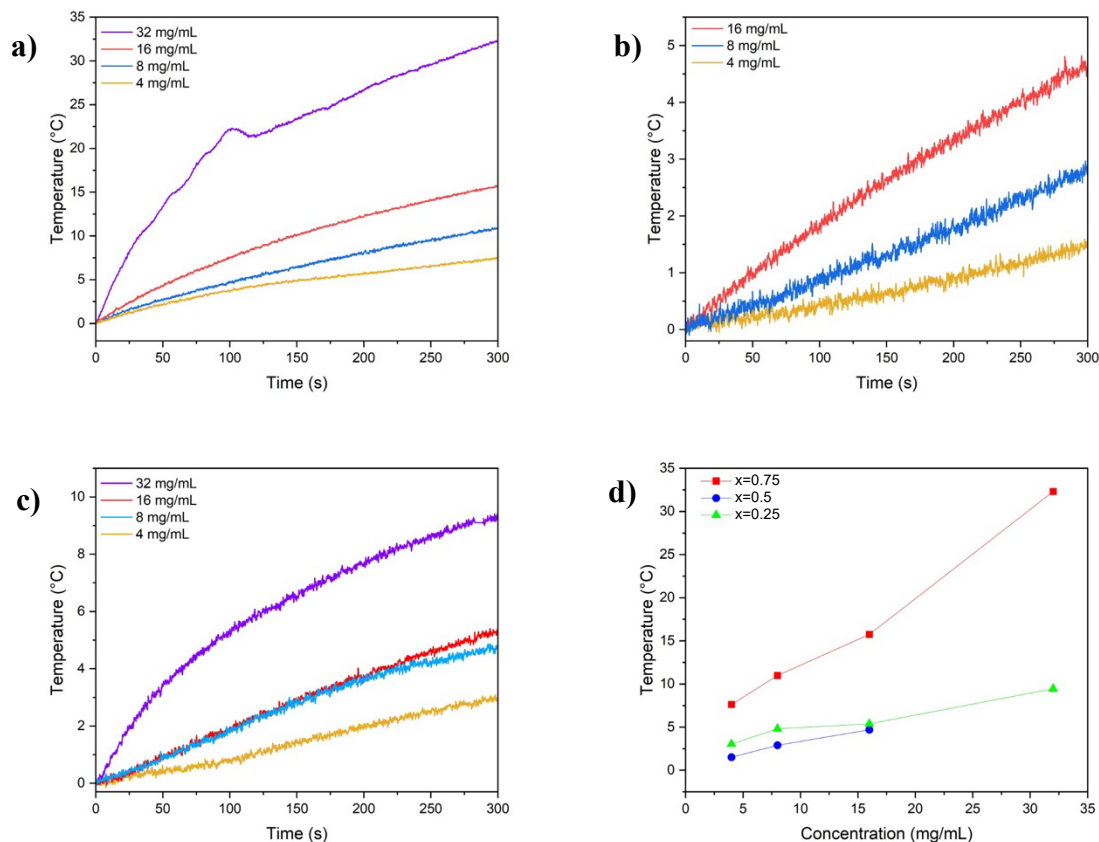 a)
35
30
25
20
15
10
5
0
32 mg/mL
16 mg/mL
8 mg/mL
4 mg/mL
Temperature (°C)
0 50 100 150 200 250 300
Time (s)
b)
5
4
3
2
1
0
16 mg/mL
8 mg/mL
4 mg/mL
Temperature (°C)
0 50 100 150 200 250 300
Time (s)
c)
10
8
6
4
2
0
32 mg/mL
16 mg/mL
8 mg/mL
4 mg/mL
Temperature (°C)
0 50 100 150 200 250 300
Time (s)
d)
35
30
25
20
15
10
5
0
x=0.75
x=0.5
x=0.25
Temperature (°C)
0 5 10 15 20 25 30 35
Concentration (mg/mL)